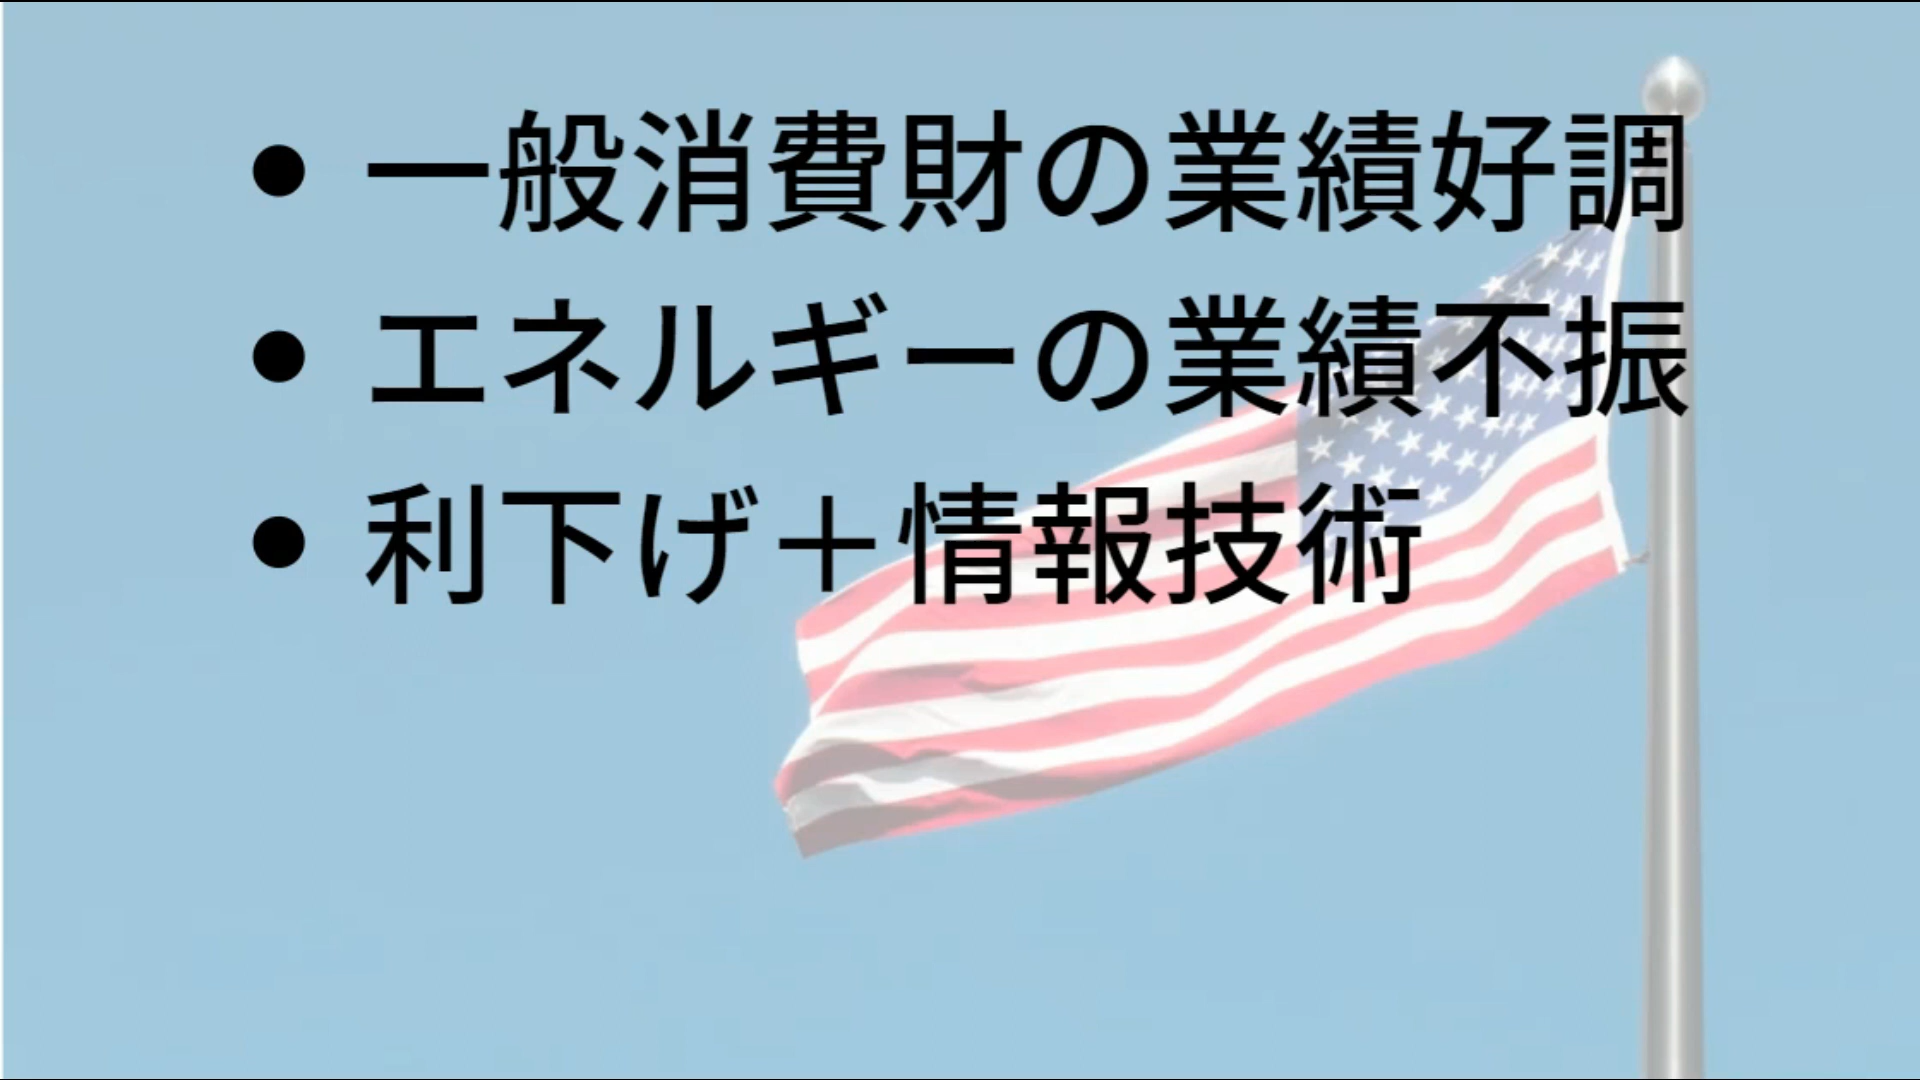 • 一般消費財の業績好調
• エネルギーの業績不振
• 利下げ＋情報技術